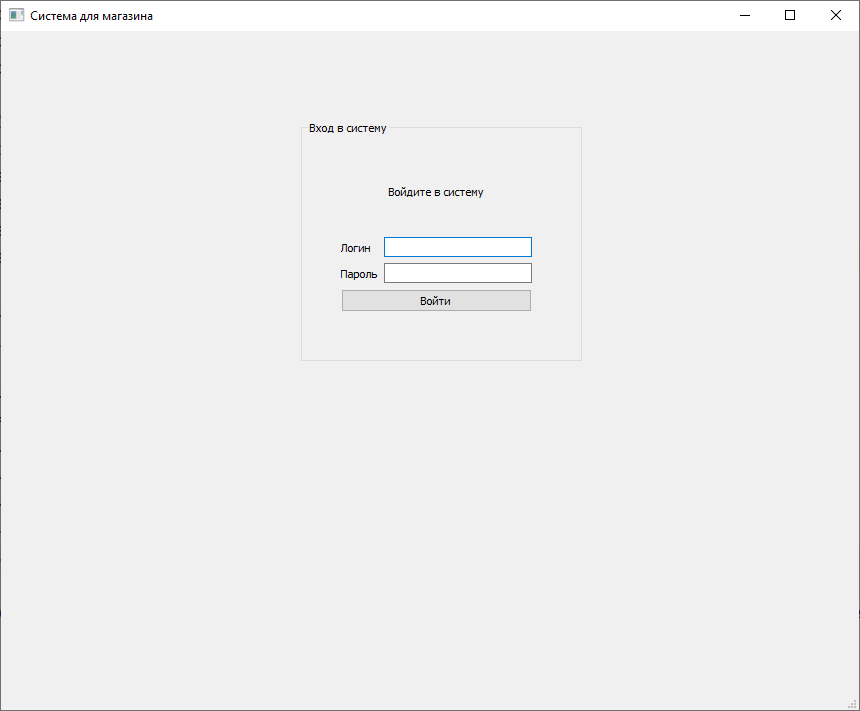 Система для магазина
Вход в систему
Войдите в систему
Логин
Пароль
Войти